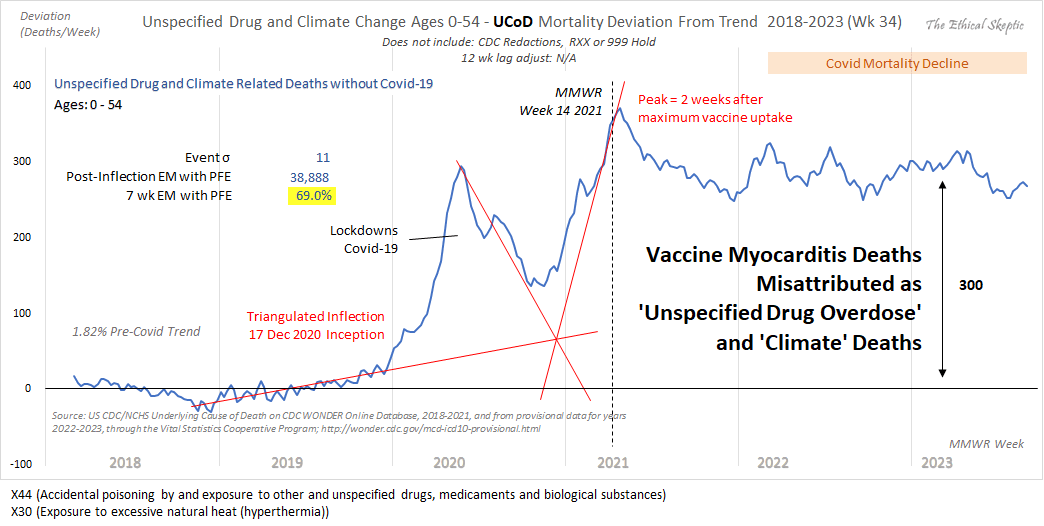 Deviation
(Deaths/Week)
Unspecified Drug and Climate Change Ages 0-54 - UCoD Mortality Deviation From Trend 2018-2023 (Wk 34)
The Ethical Skeptic
Does not include: CDC Redactions, RXX or 999 Hold
12 wk lag adjust: N/A
Covid Mortality Decline
400
300
200
100
0
-100
Unspecified Drug and Climate Related Deaths without Covid-19
Ages: 0 - 54
MMWR
Week 14 2021
Peak = 2 weeks after
maximum vaccine uptake
Event σ 11
Post-Inflection EM with PFE 38,888
7 wk EM with PFE 69.0%
Lockdowns
Covid-19
Vaccine Myocarditis Deaths
Misattributed as
'Unspecified Drug Overdose'
and 'Climate' Deaths
300
Triangulated Inflection
17 Dec 2020 Inception
1.82% Pre-Covid Trend
Source: US CDC/NCHS Underlying Cause of Death on CDC WONDER Online Database, 2018-2021, and from provisional data for years
2022-2023, through the Vital Statistics Cooperative Program; http://wonder.cdc.gov/mcd-icd10-provisional.html
MMWR Week
2018 2019 2020 2021 2022 2023
X44 (Accidental poisoning by and exposure to other and unspecified drugs, medicaments and biological substances)
X30 (Exposure to excessive natural heat (hyperthermia))